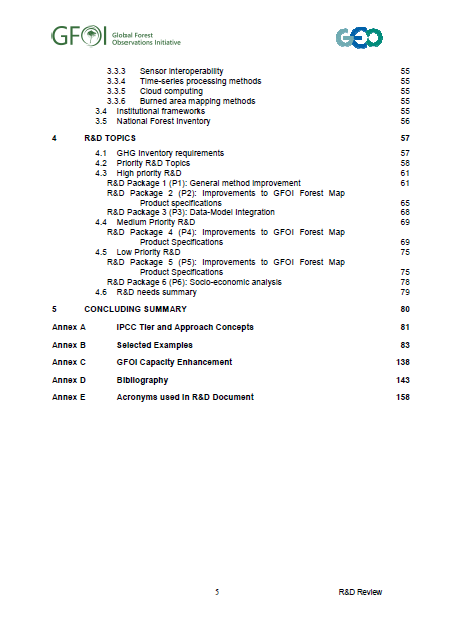 GFOI Global Forest
Observations Initiative
GEO
3.3.3 Sensor interoperability 55
3.3.4 Time-series processing methods 55
3.3.5 Cloud computing 55
3.3.6 Burned area mapping methods 55
3.4 Institutional frameworks 55
3.5 National Forest Inventory 56
4 R&D TOPICS 57
4.1 GHG Inventory requirements 57
4.2 Priority R&D Topics 58
4.3 High priority R&D 61
R&D Package 1 (P1): General method improvement 61
R&D Package 2 (P2): Improvements to GFOI Forest Map
Product specifications 65
R&D Package 3 (P3): Data-Model Integration 68
4.4 Medium Priority R&D 69
R&D Package 4 (P4): Improvements to GFOI Forest Map
Product Specifications 69
4.5 Low Priority R&D 75
R&D Package 5 (P5): Improvements to GFOI Forest Map
Product Specifications 75
R&D Package 6 (P6): Socio-economic analysis 78
4.6 R&D needs summary 79
5 CONCLUDING SUMMARY 80
Annex A IPCC Tier and Approach Concepts 81
Annex B Selected Examples 83
Annex C GFOI Capacity Enhancement 138
Annex D Bibliography 143
Annex E Acronyms used in R&D Document 158
5 R&D Review